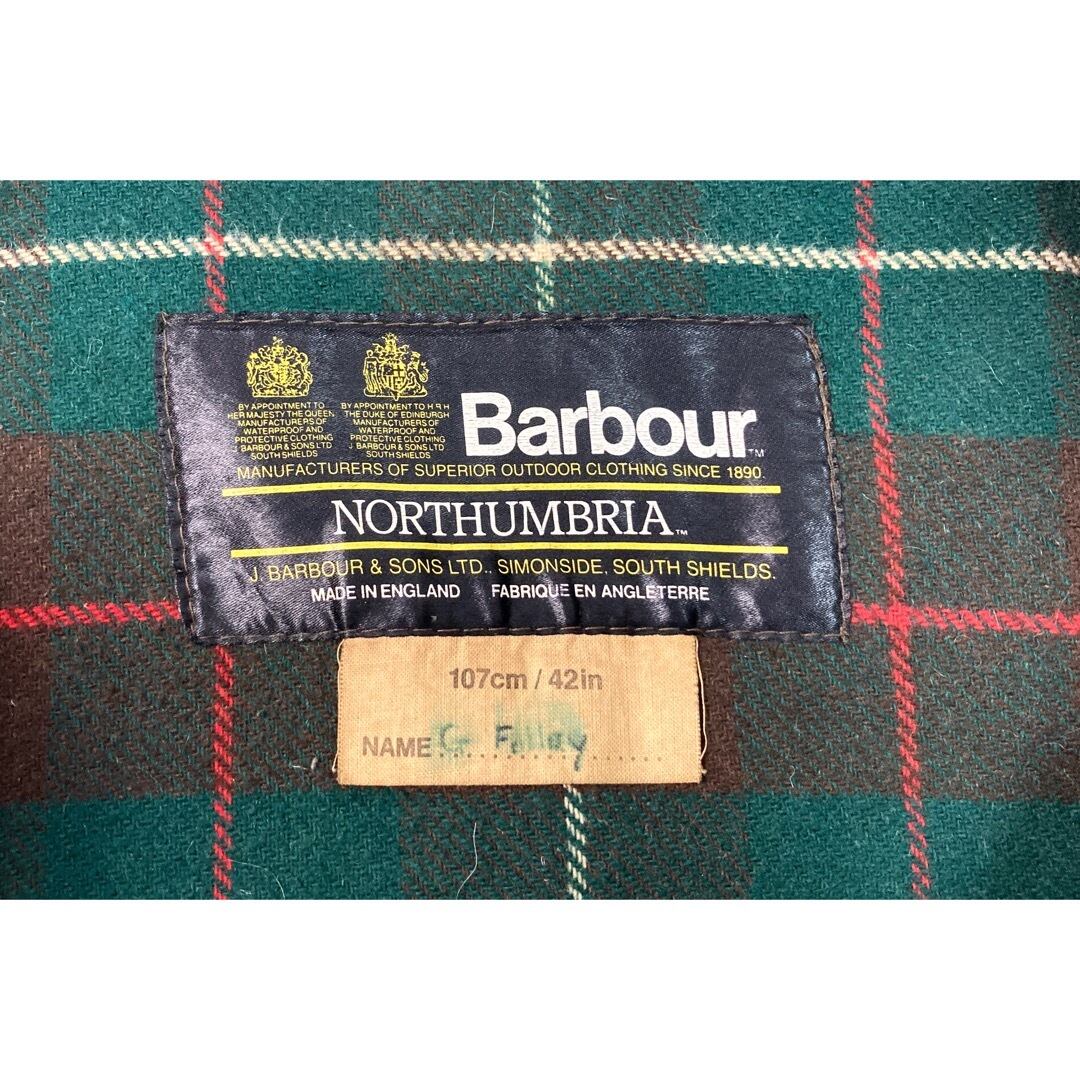 BY APPOINTMENT TO
HER MAJESTY THE QUEEN
MANUFACTURERS OF
WATERPROOF AND
PROTECTIVE CLOTHING
J BARBOUR & SONS LTD
SOUTH SHIELDS
BY APPOINTMENT TO H R H
THE DUKE OF EDINBURGH
MANUFACTURERS OF
WATERPROOF AND
PROTECTIVE CLOTHING
J BARBOUR & SONS LTD
SOUTH SHIELDS
Barbour™
MANUFACTURERS OF SUPERIOR OUTDOOR CLOTHING SINCE 1890.
NORTHUMBRIA™
J. BARBOUR & SONS LTD., SIMONSIDE, SOUTH SHIELDS.
MADE IN ENGLAND FABRIQUE EN ANGLETERRE
107cm / 42in
NAME G.